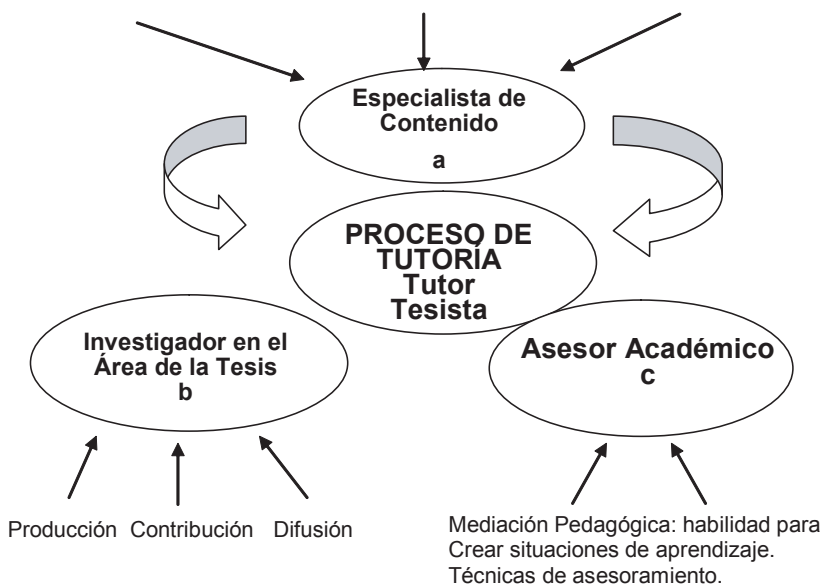 Especialista de
Contenido
a
PROCESO DE
TUTORÍA
Tutor
Tesista
Investigador en el
Área de la Tesis
b
Asesor Académico
c
Producción Contribución Difusión
Mediación Pedagógica: habilidad para
Crear situaciones de aprendizaje.
Técnicas de asesoramiento.